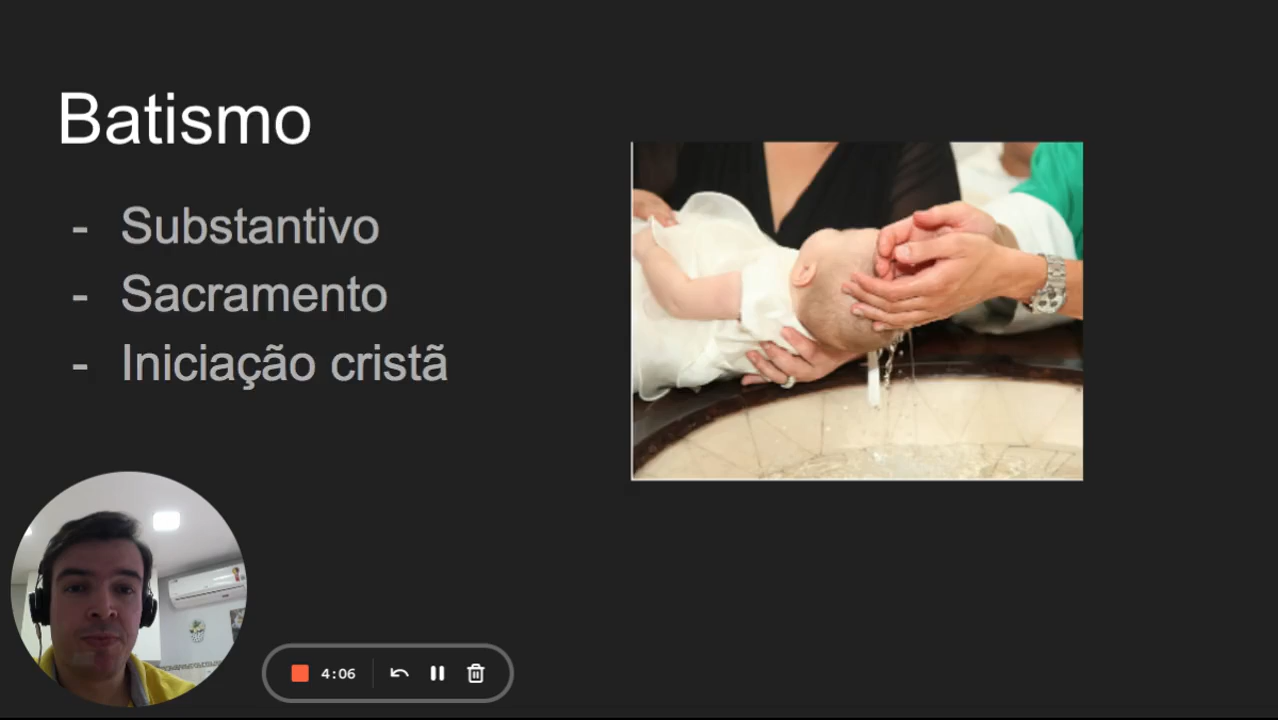 Batismo
- Substantivo
- Sacramento
- Iniciação cristã
4:06